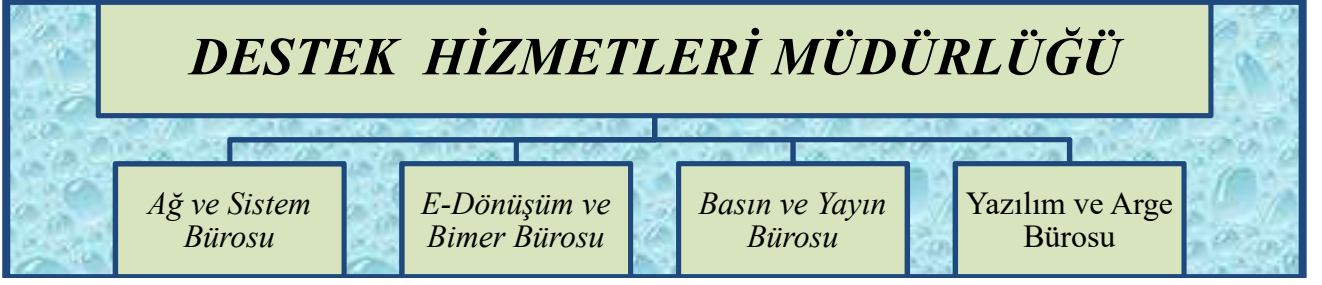 DESTEK HİZMETLERİ MÜDÜRLÜĞÜ
Ağ ve Sistem
Bürosu
E-Dönüşüm ve
Bimer Bürosu
Basın ve Yayın
Bürosu
Yazılım ve Arge
Bürosu